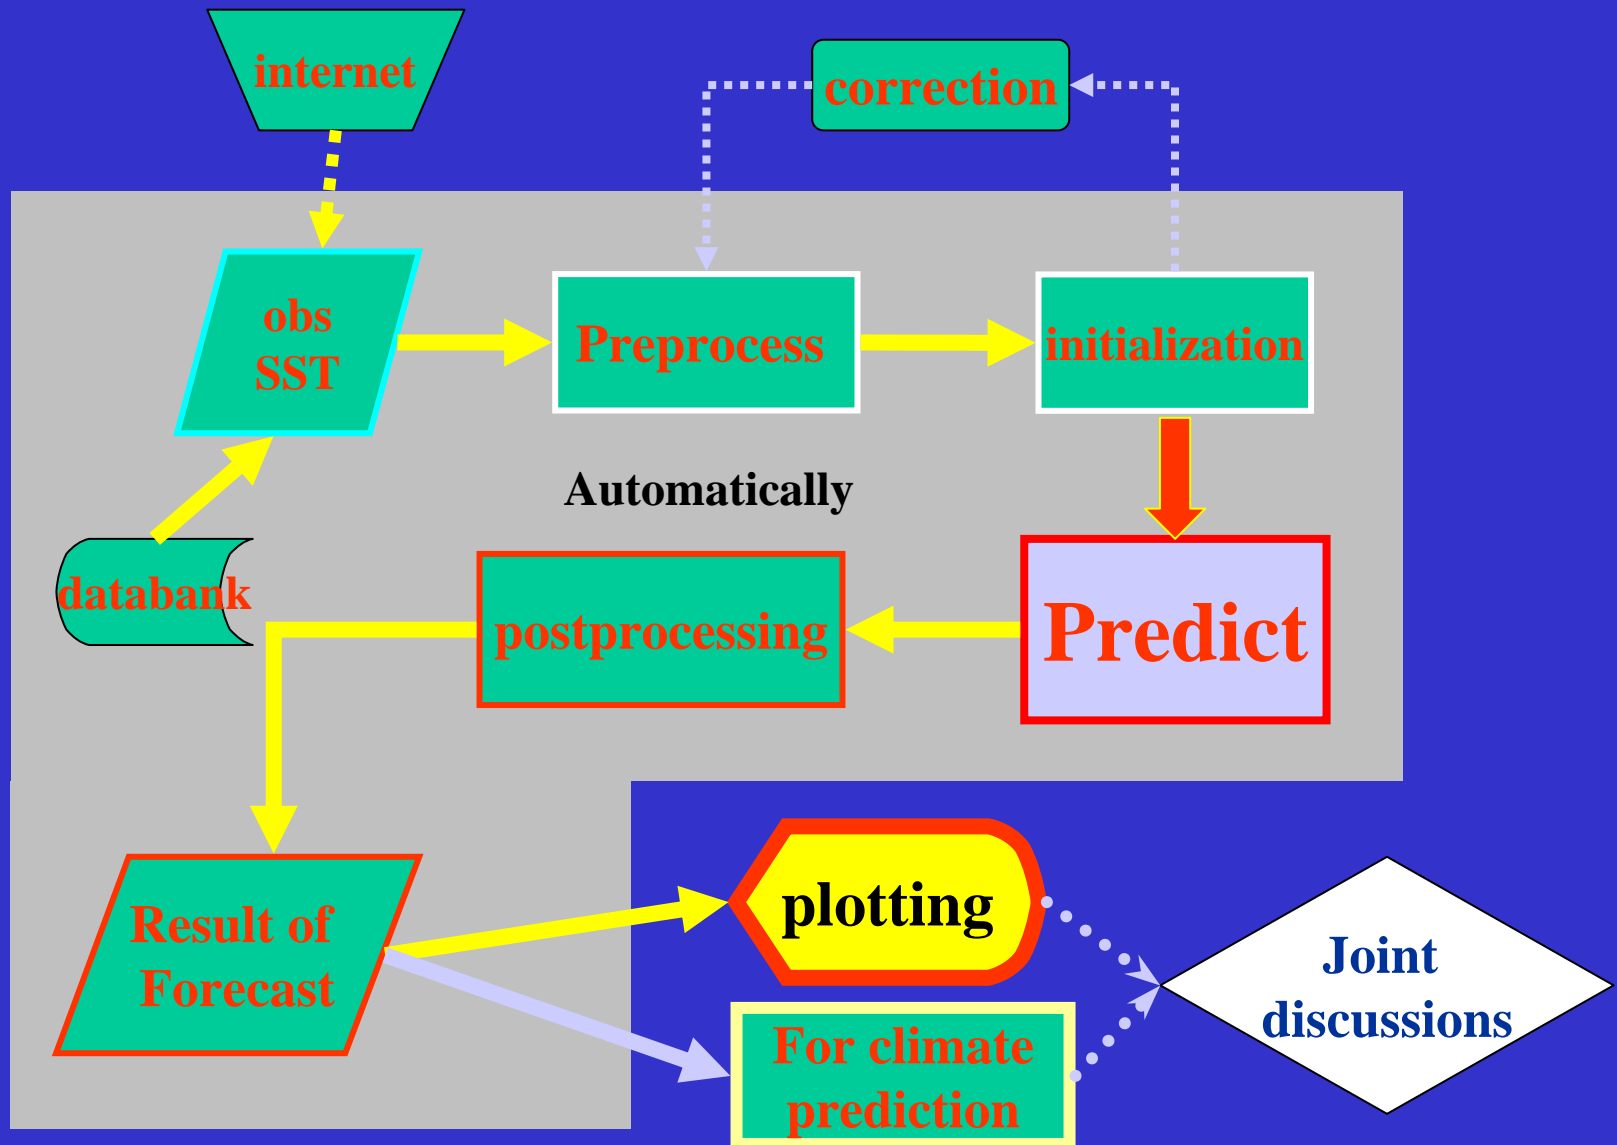 internet
correction
obs
SST
Preprocess
initialization
Automatically
databank
postprocessing
Predict
Result of
Forecast
plotting
For climate
prediction
Joint
discussions